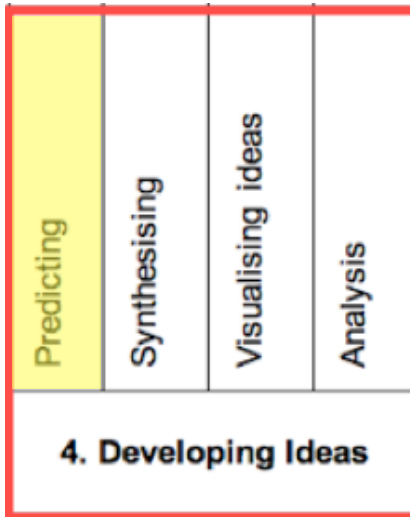 Predicting
Synthesising
Visualising ideas
Analysis
4. Developing Ideas